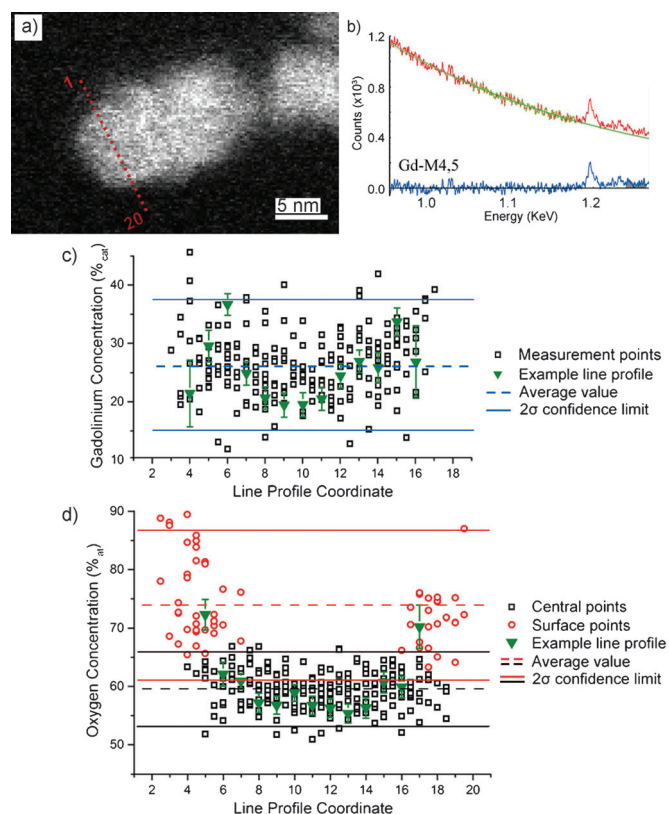 a)
1
20
5 nm
b)
1.2
0.8
0.4
0.0
Counts (x10³)
Gd-M4,5
1.0
1.1
1.2
Energy (KeV)
c)
Gadolinium Concentration (%cat)
40
30
20
10
2 4 6 8 10 12 14 16 18
Line Profile Coordinate
Measurement points
Example line profile
Average value
2σ confidence limit
d)
Oxygen Concentration (%at)
90
80
70
60
50
2 4 6 8 10 12 14 16 18 20
Line Profile Coordinate
Central points
Surface points
Example line profile
Average value
2σ confidence limit